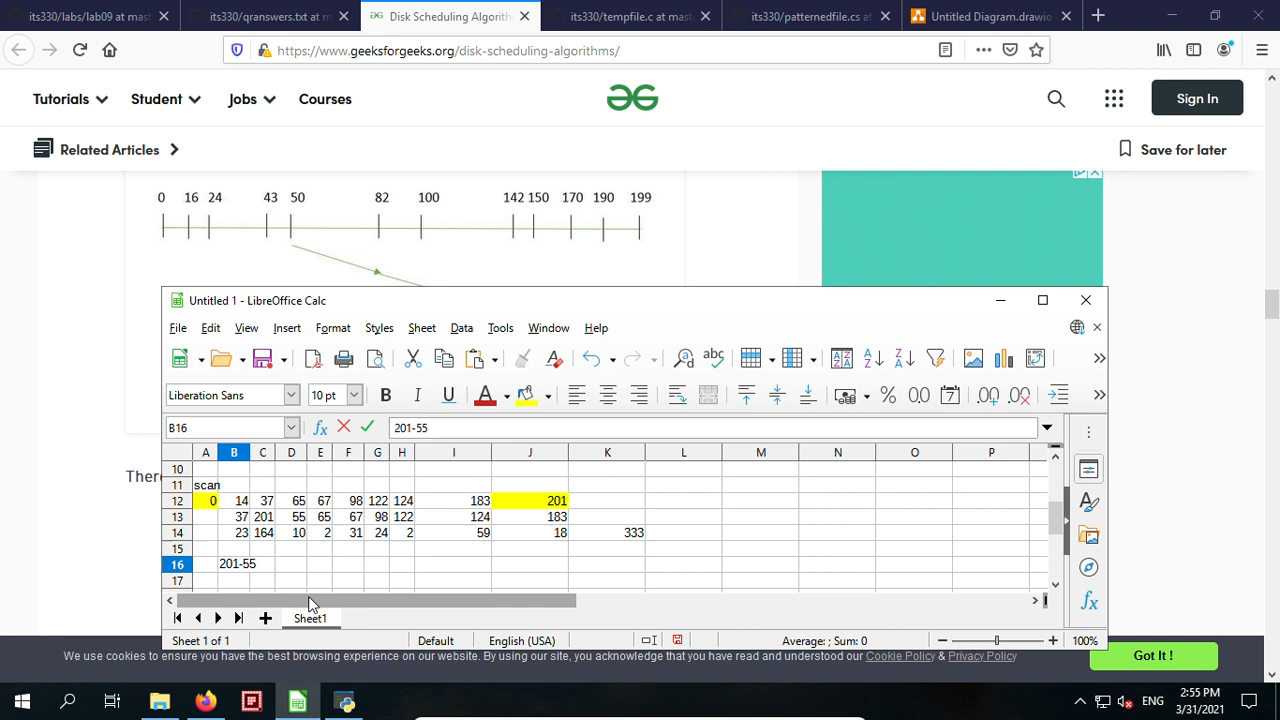 its330/labs/lab09 at mast
its330/qranswers.txt at m
Disk Scheduling Algorith
its330/tempfile.c at mast
its330/patternedfile.cs at
Untitled Diagram.drawio
https://www.geeksforgeeks.org/disk-scheduling-algorithms/
Tutorials Student Jobs Courses Sign In
Related Articles Save for later
0 16 24 43 50 82 100 142 150 170 190 199
Untitled 1 - LibreOffice Calc
File Edit View Insert Format Styles Sheet Data Tools Window Help
Liberation Sans 10 pt
B16 201-55
A B C D E F G H I J K L M N O P
10
11 scan
12 0 14 37 65 67 98 122 124 183 201
13 37 201 55 65 67 98 122 124 183
There
14 23 164 10 2 31 24 2 59 18 333
15
16 201-55
17
Sheet1
Sheet 1 of 1 Default English (USA) Average: ; Sum: 0 100%
We use cookies to ensure you have the best browsing experience on our website. By using our site, you acknowledge that you have read and understood our Cookie Policy & Privacy Policy
Got It !
ENG
2:55 PM
3/31/2021